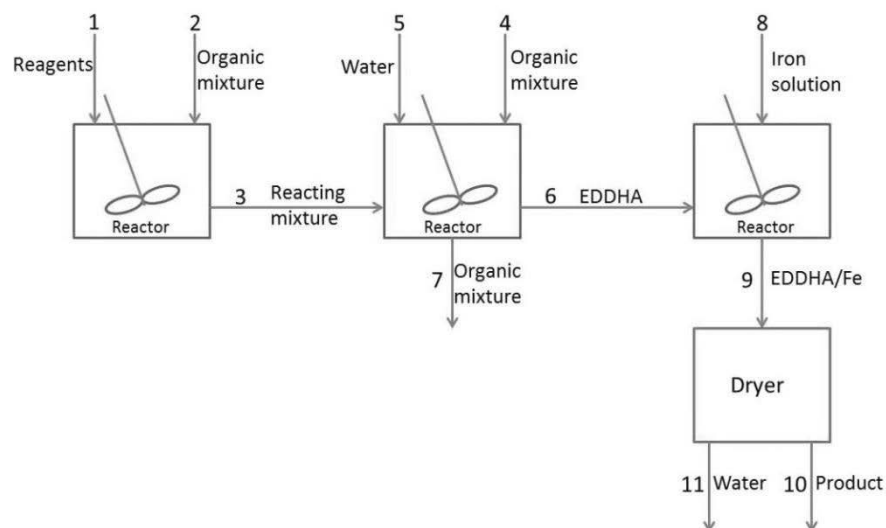 1
2
5
4
8
Reagents
Organic
mixture
Water
Organic
mixture
Iron
solution
Reactor
3
Reacting
mixture
Reactor
6
EDDHA
Reactor
7
Organic
mixture
9
EDDHA/Fe
Dryer
11
Water
10
Product